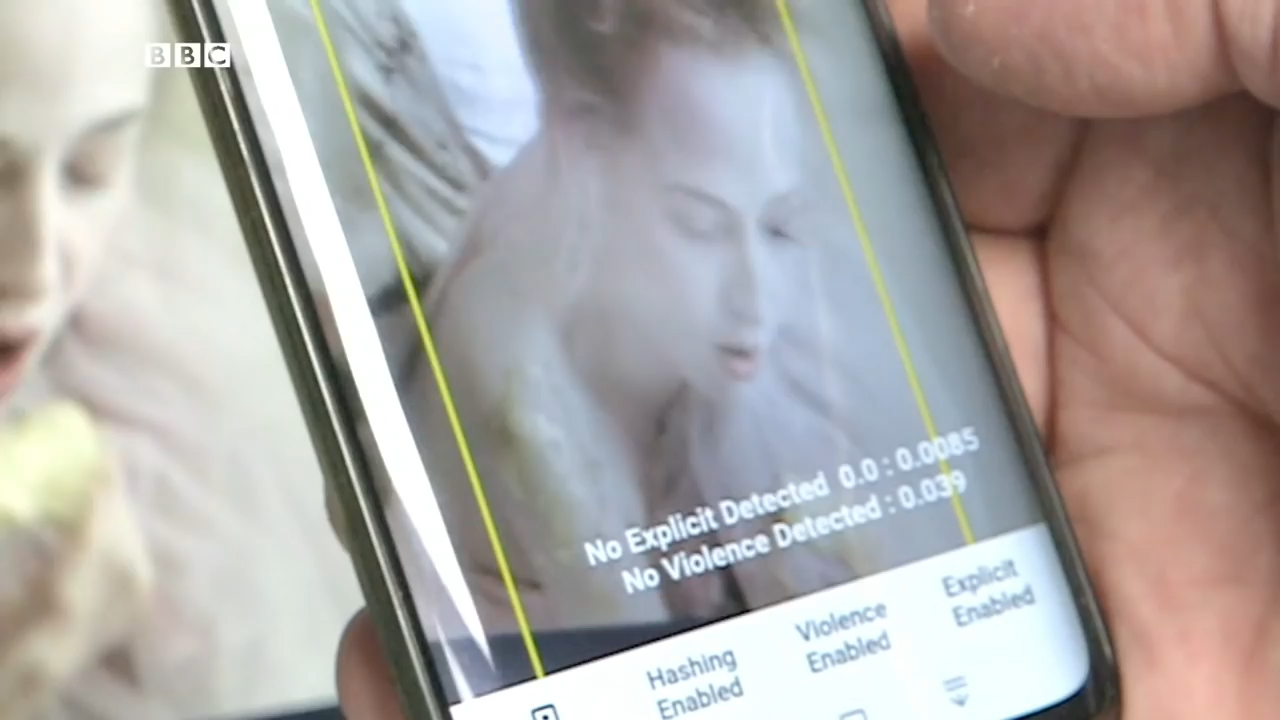 BBC
No Explicit Detected 0.0 : 0.0085
No Violence Detected : 0.039
Hashing
Enabled
Violence
Enabled
Explicit
Enabled